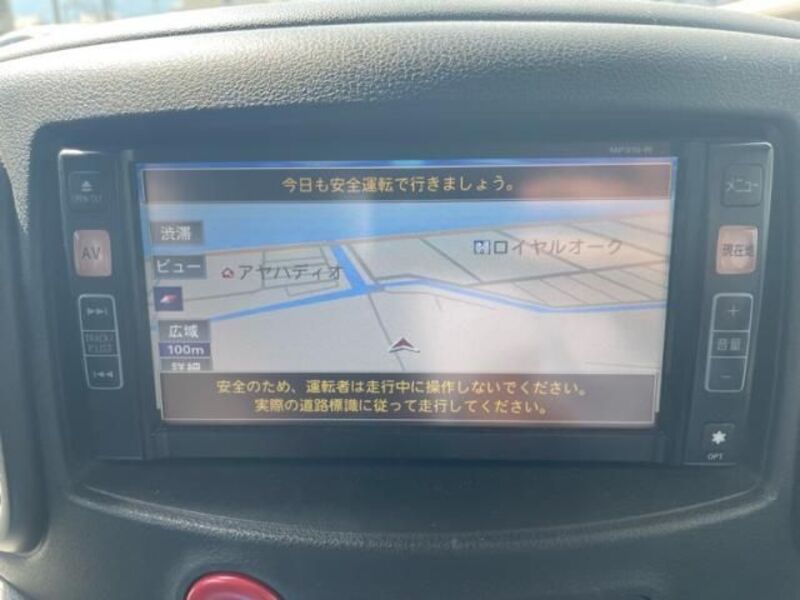 MP310-W
今日も安全運転で行きましょう。
OPEN/TILT
メニュー
渋滞
ロイヤルオーク
AV
現在地
ビュー
アヤハディオ
広域
100m
TRACK/
音量
詳細
安全のため、運転者は走行中に操作しないでください。
実際の道路標識に従って走行してください。
OPT